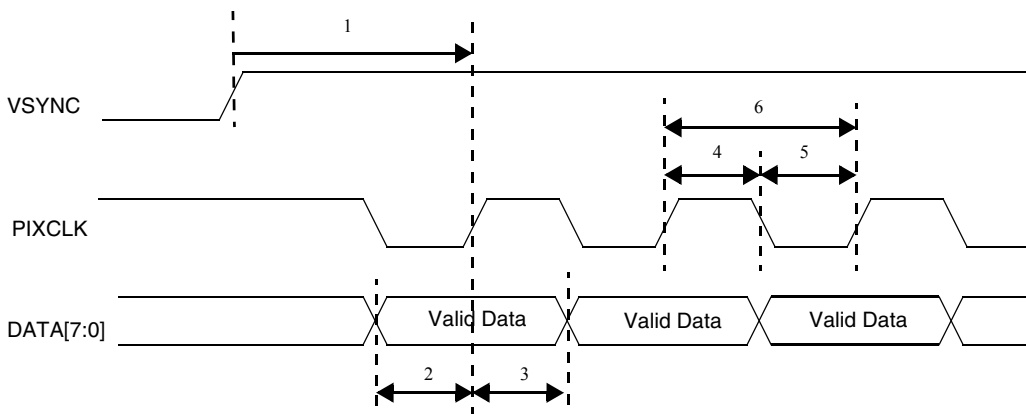 1
VSYNC
6
4 5
PIXCLK
DATA[7:0] Valid Data Valid Data Valid Data
2 3